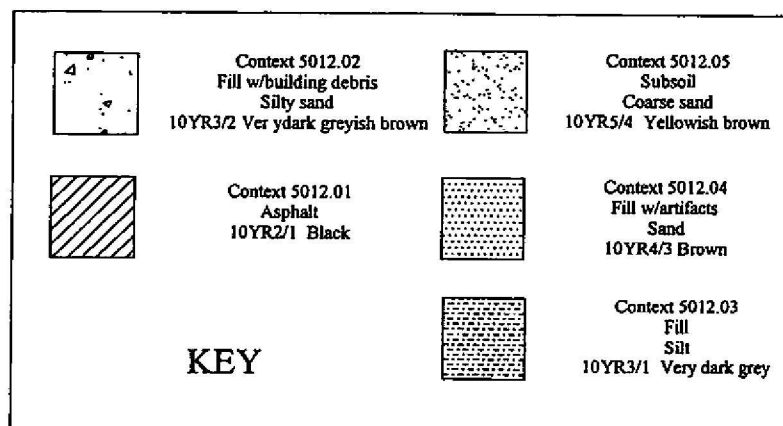 Context 5012.02
Fill w/building debris
Silty sand
10YR3/2 Ver ydark greyish brown
Context 5012.05
Subsoil
Coarse sand
10YR5/4 Yellowish brown
Context 5012.01
Asphalt
10YR2/1 Black
Context 5012.04
Fill w/artifacts
Sand
10YR4/3 Brown
Context 5012.03
Fill
Silt
10YR3/1 Very dark grey
KEY